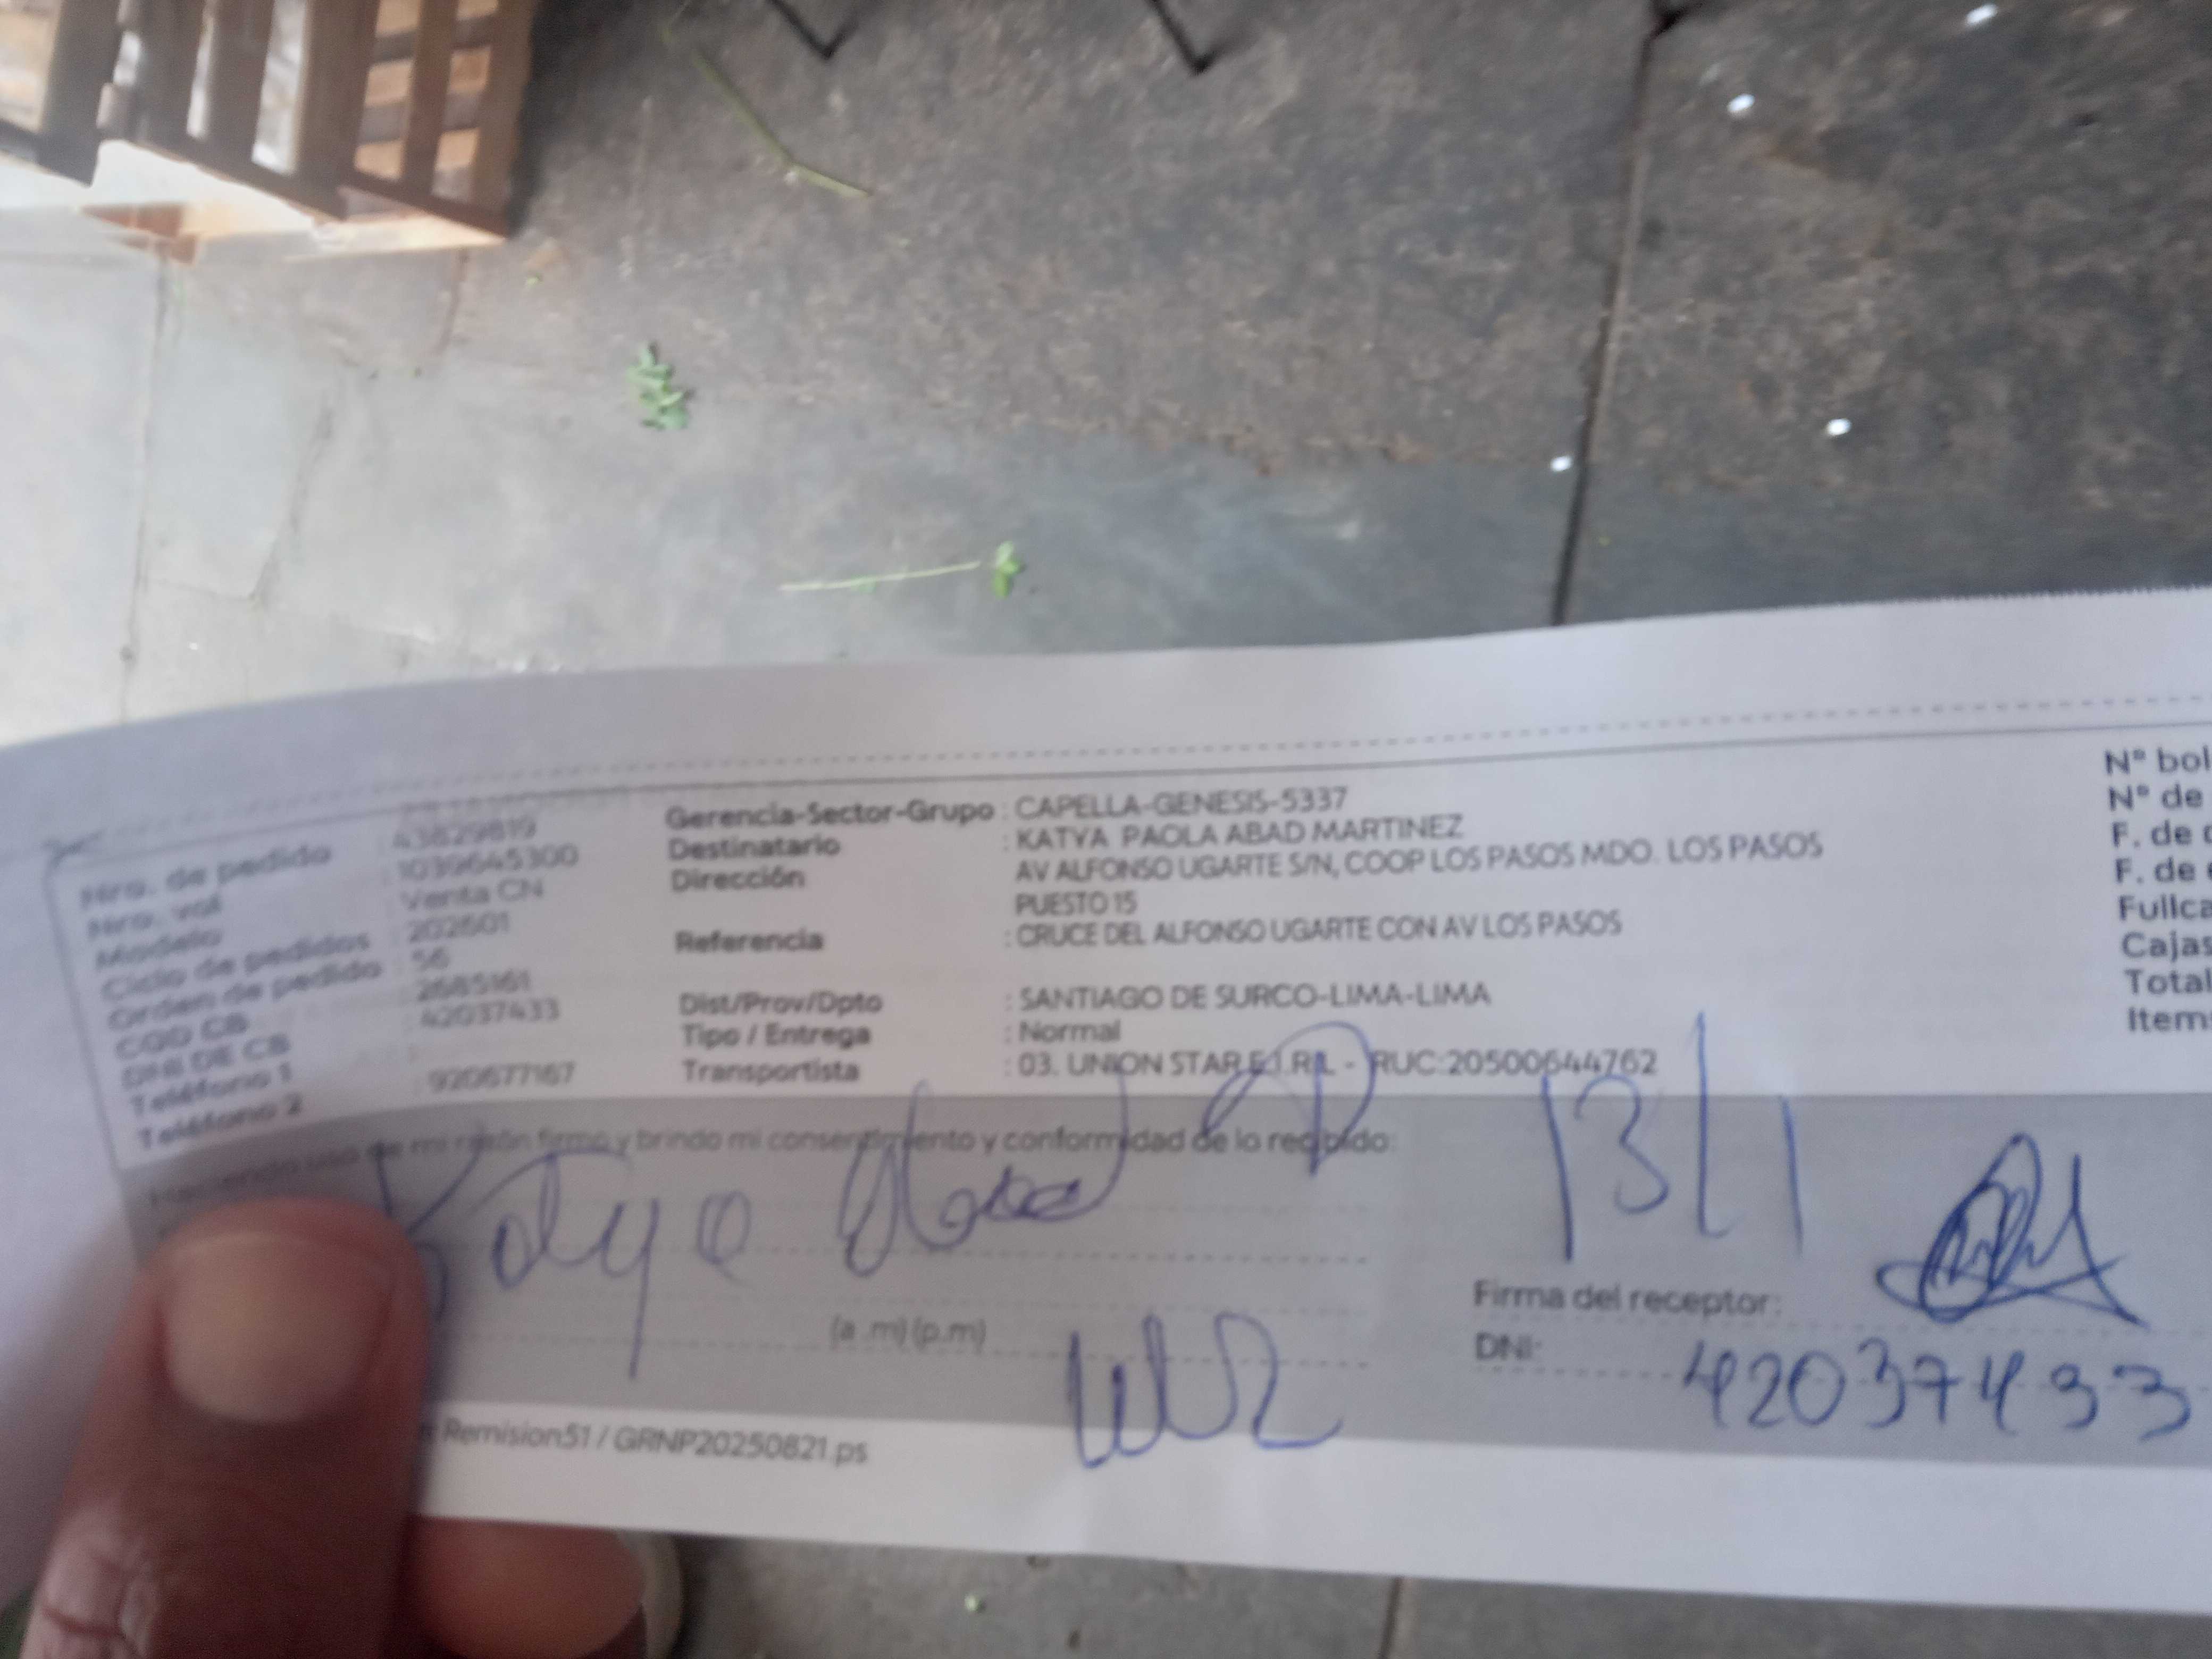 Nro. de pedido : 43829819
Nro. vol : 1039645300
Modelo : Venta CN
Ciclo de pedidos : 202601
Orden de pedido : 56
COD CB : 2685161
DNI DE CB : 42037433
Teléfono 1 :
Teléfono 2 : 920677167
Gerencia-Sector-Grupo : CAPELLA-GENESIS-5337
Destinatario : KATYA PAOLA ABAD MARTINEZ
Dirección AV ALFONSO UGARTE S/N, COOP LOS PASOS MDO. LOS PASOS
PUESTO 15
Referencia : CRUCE DEL ALFONSO UGARTE CON AV LOS PASOS
Dist/Prov/Dpto : SANTIAGO DE SURCO-LIMA-LIMA
Tipo / Entrega : Normal
Transportista : 03. UNION STAR E.I.R.L - RUC:20500644762
N° bol
N° de
F. de
F. de
Fullca
Cajas
Total
Items
uso de mi razón firmo y brindo mi consentimiento y conformidad de lo recibido:
Katya Abad 13/1
Firma del receptor:
(a .m) (p.m)
DNI: 42037433
Remision51 / GRNP20250821.ps